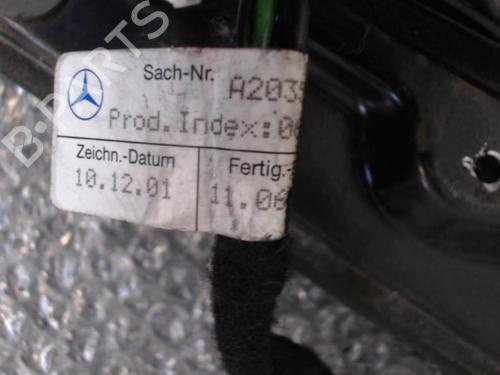 Sach-Nr. A203
Prod.Index:0
Zeichn.-Datum Fertig.-
10.12.01 11.0
B-PARTS